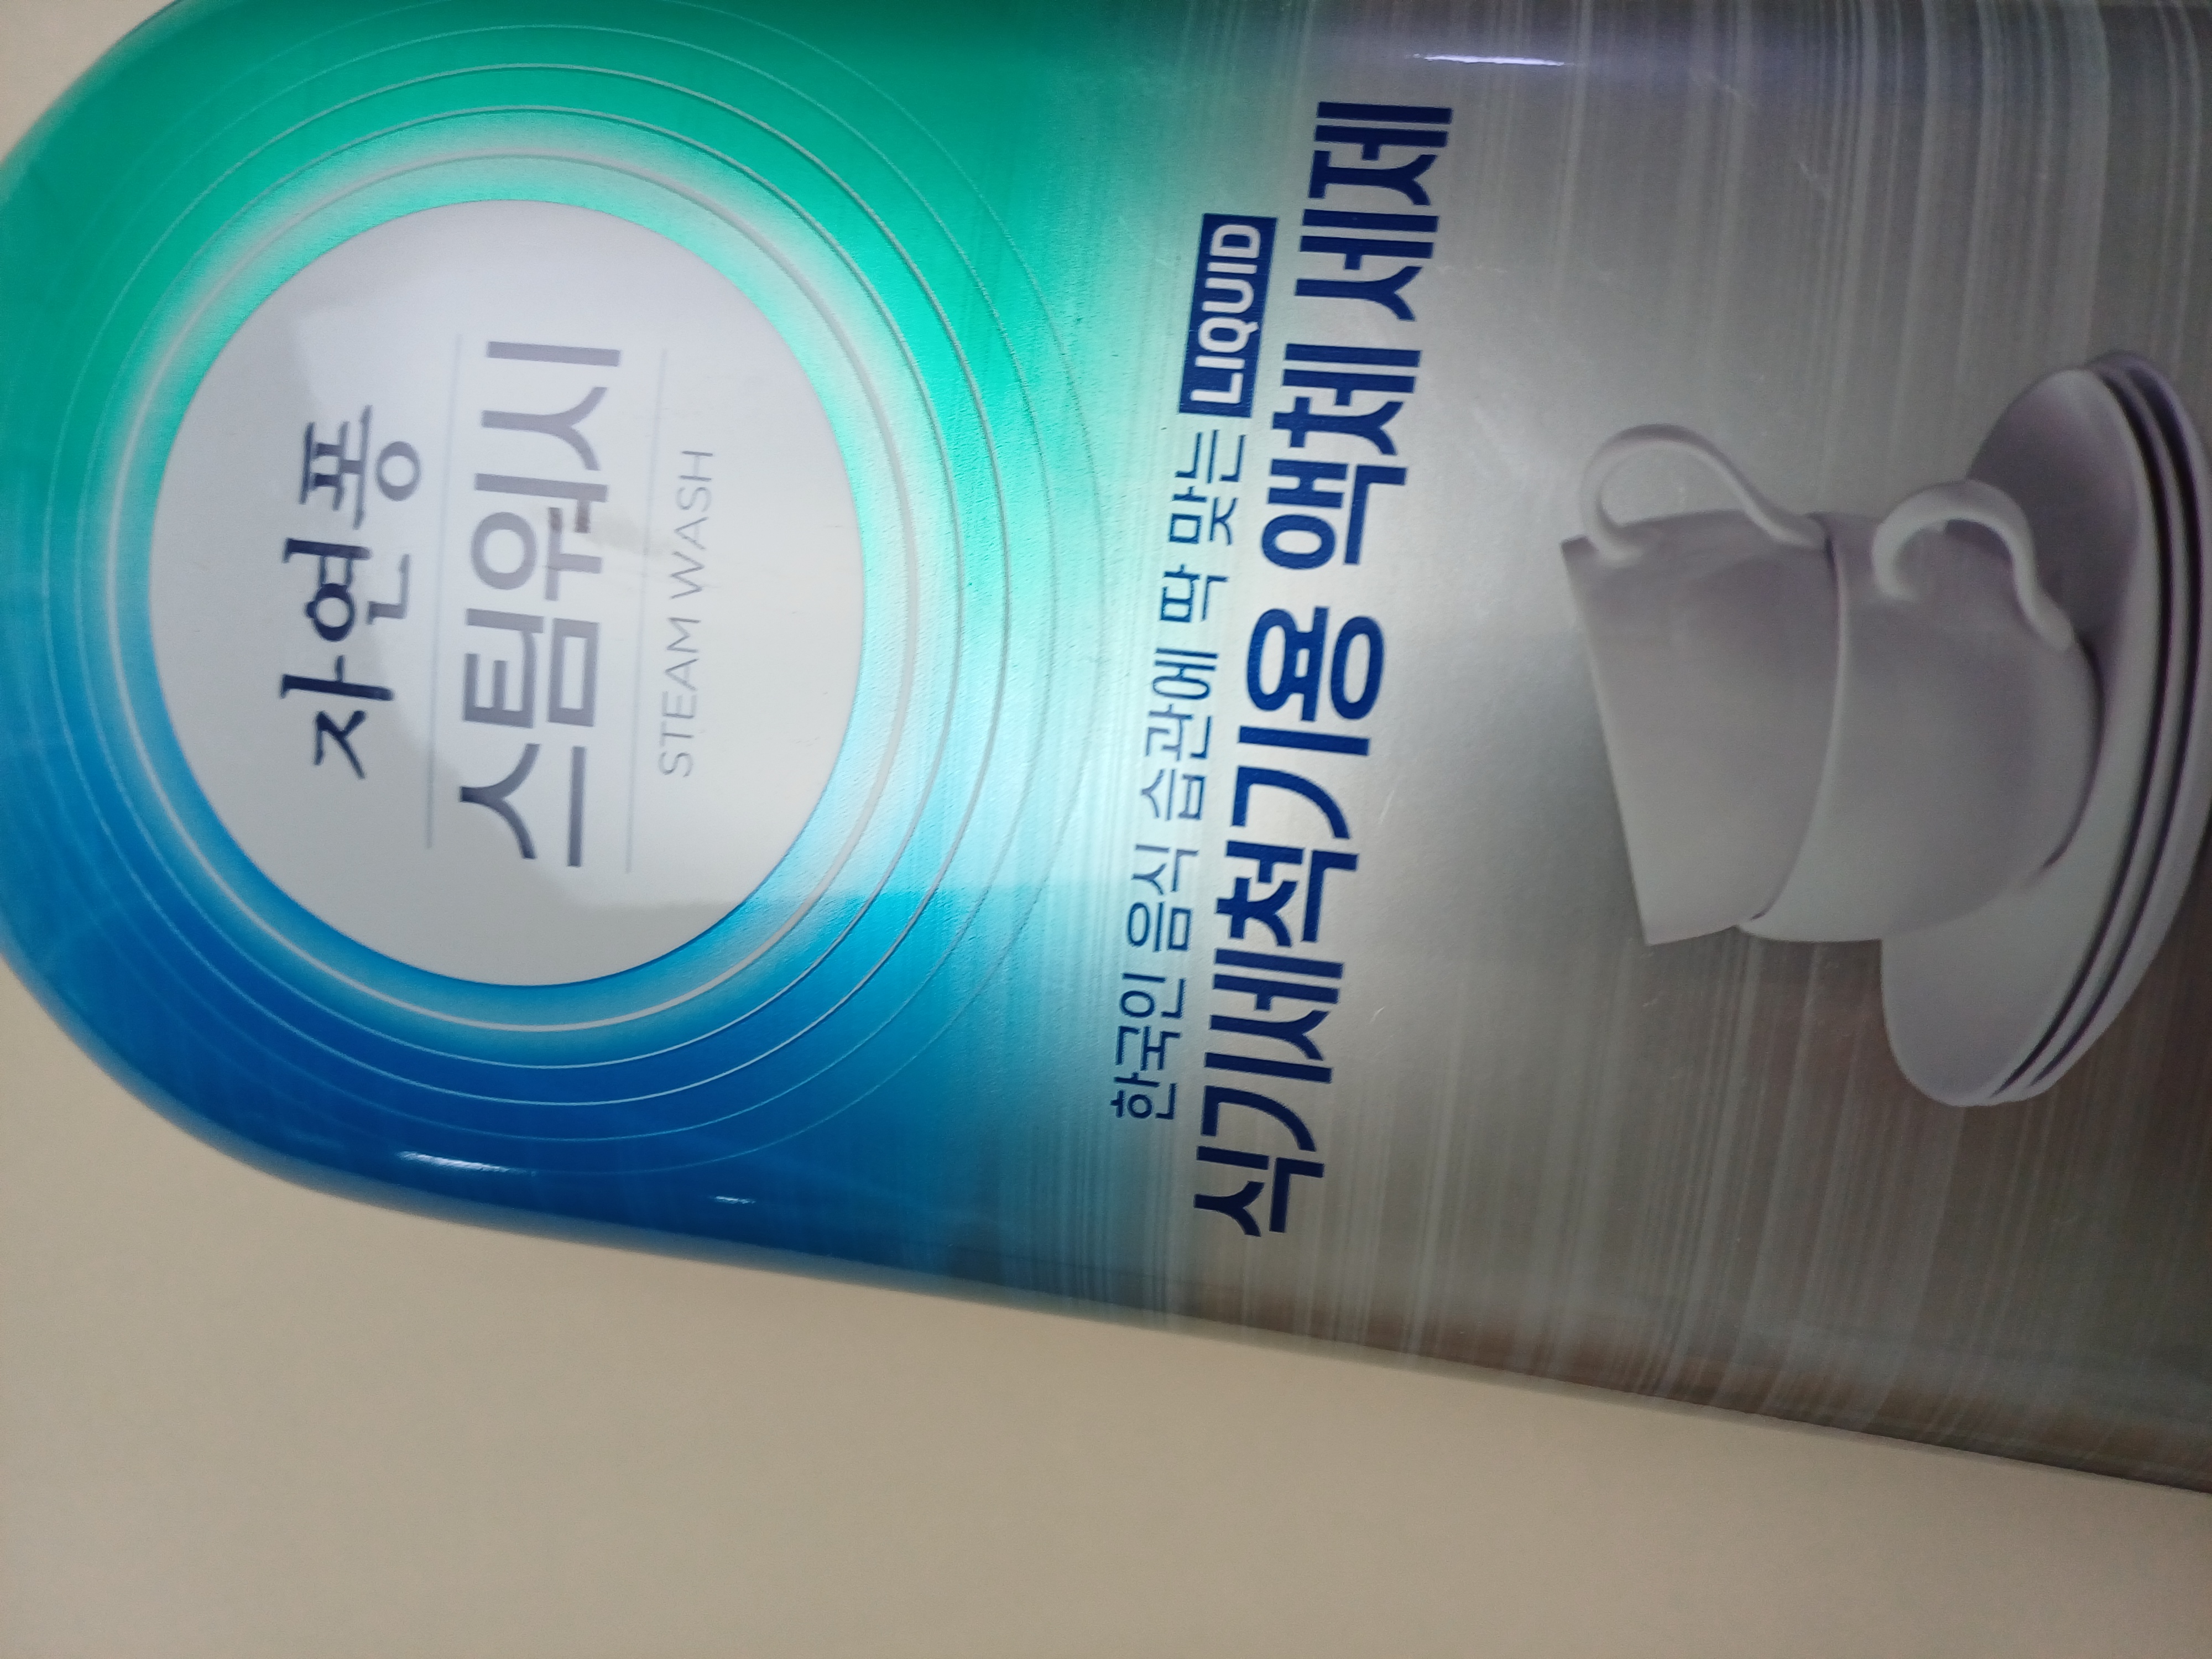 자연퐁
스팀워시
STEAM WASH
한국인 음식 습관에 딱 맞는 LIQUID
식기세척기용 액체 세제